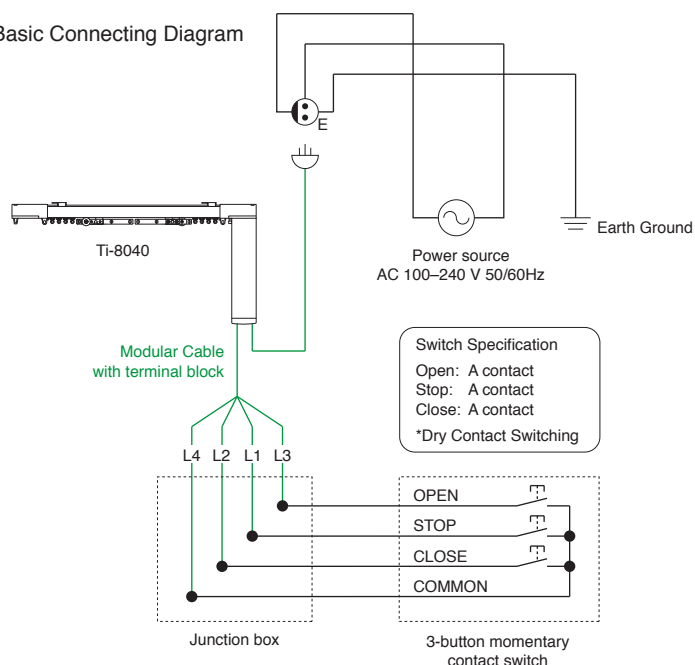 Basic Connecting Diagram
E
Earth Ground
Ti-8040
Power source
AC 100–240 V 50/60Hz
Modular Cable
with terminal block
Switch Specification
Open: A contact
Stop: A contact
Close: A contact
*Dry Contact Switching
L4 L2 L1 L3
OPEN
STOP
CLOSE
COMMON
Junction box
3-button momentary
contact switch